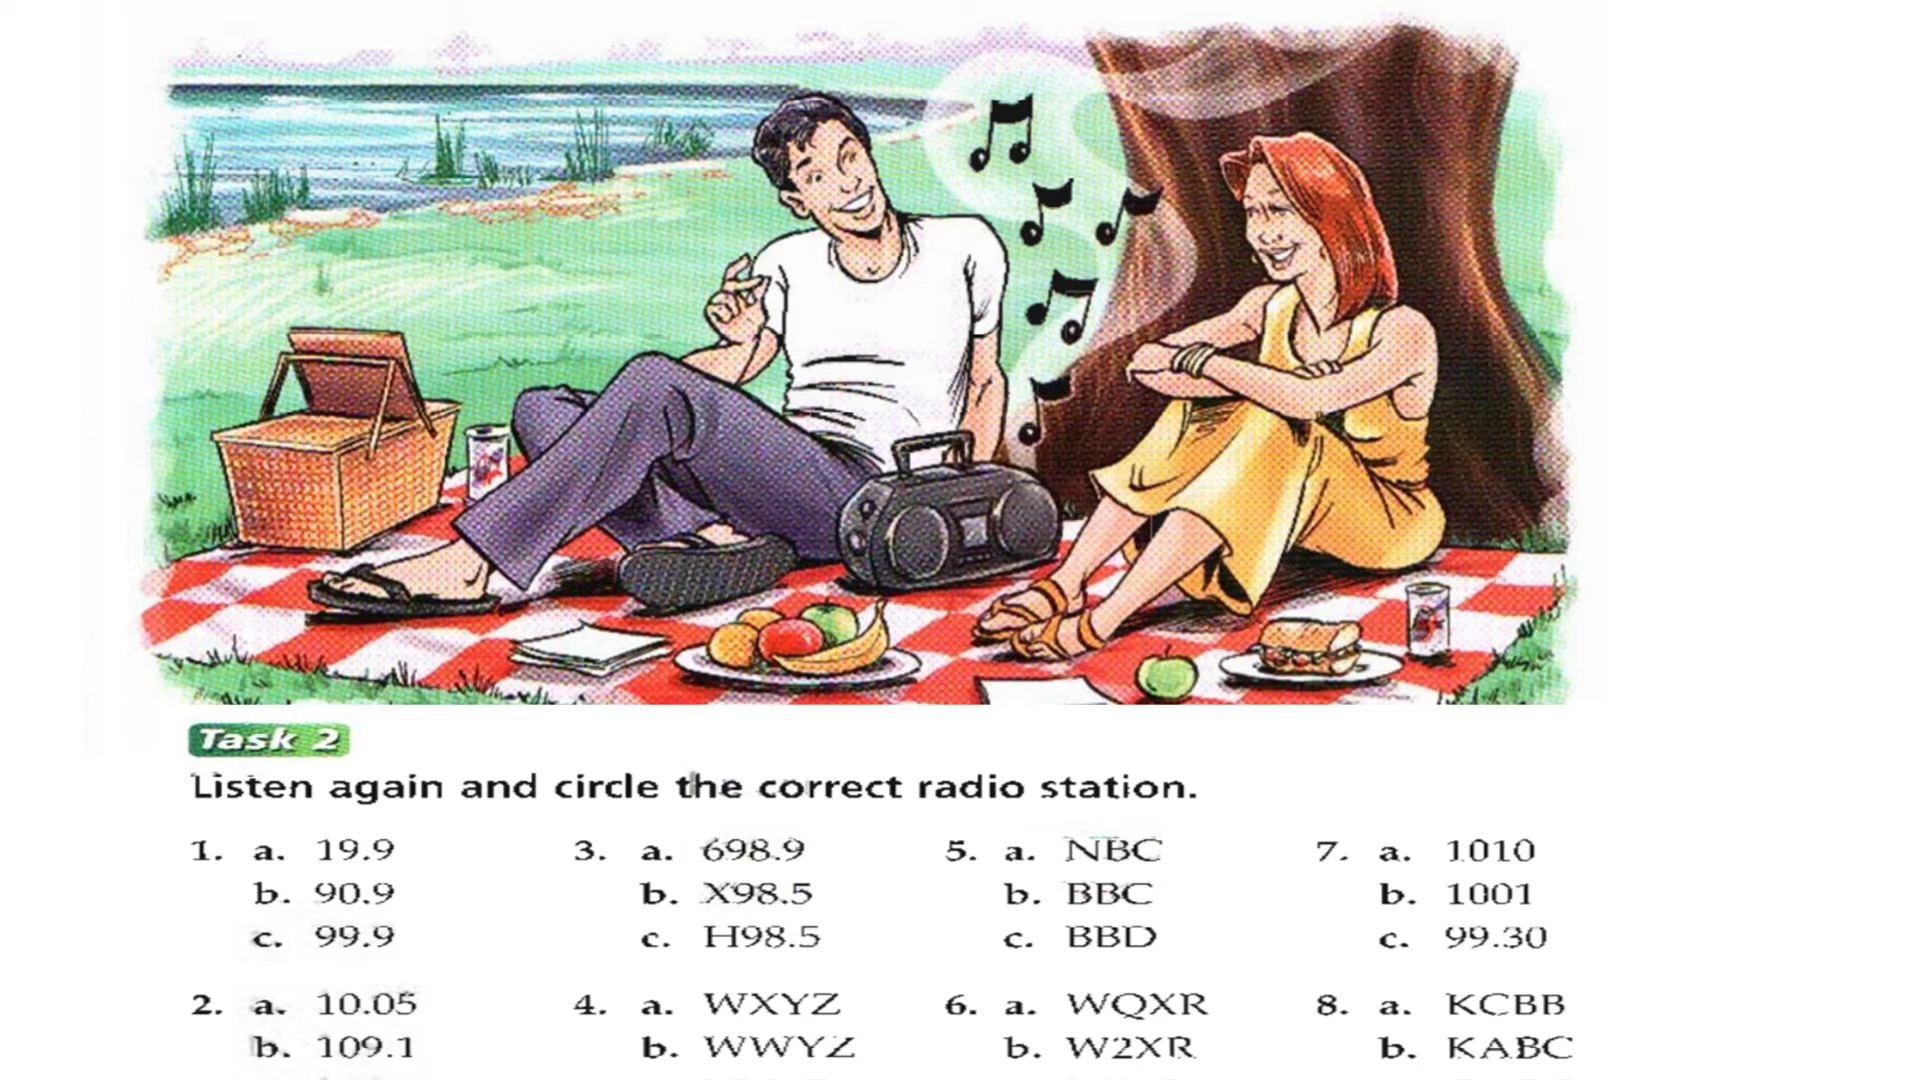 Task 2
Listen again and circle the correct radio station.
1. a. 19.9
b. 90.9
c. 99.9
2. a. 10.05
b. 109.1
3. a. 698.9
b. X98.5
c. H98.5
4. a. WXYZ
b. WWYZ
5. a. NBC
b. BBC
c. BBD
6. a. WQXR
b. W2XR
7. a. 1010
b. 1001
c. 99.30
8. a. KCBB
b. KABC